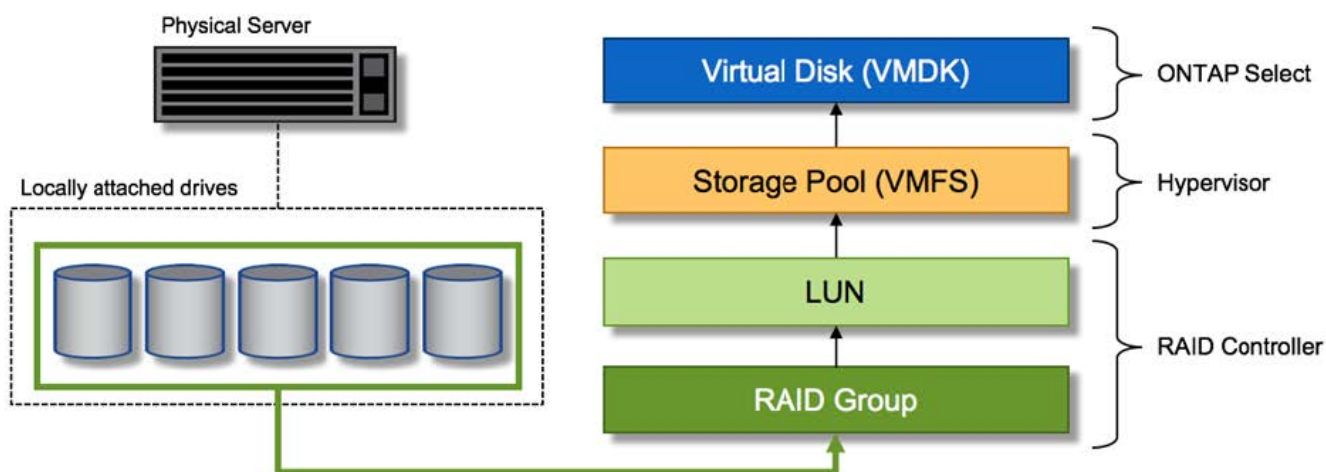 Physical Server
Virtual Disk (VMDK)
ONTAP Select
Locally attached drives
Storage Pool (VMFS)
Hypervisor
LUN
RAID Controller
RAID Group